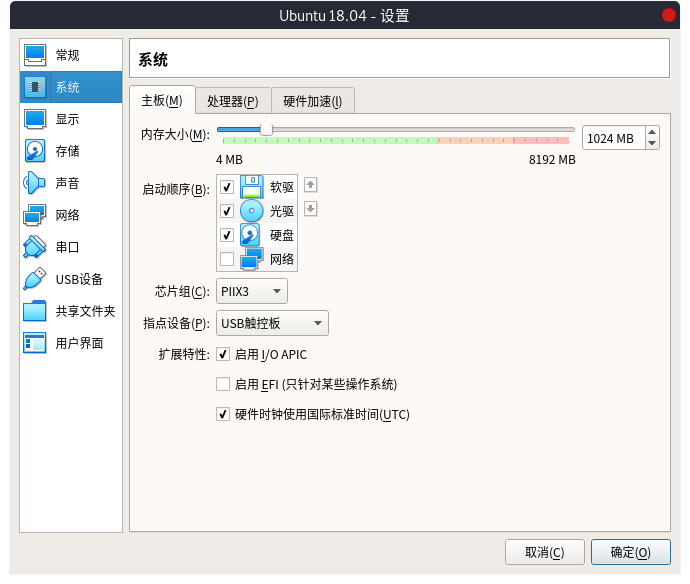 Ubuntu 18.04 - 设置
常规
系统
显示
存储
声音
网络
串口
USB设备
共享文件夹
用户界面
系统
主板(M) 处理器(P) 硬件加速(l)
内存大小(M): 1024 MB
4 MB 8192 MB
启动顺序(B): 软驱
光驱
硬盘
网络
芯片组(C): PIIX3
指点设备(P): USB触控板
扩展特性: 启用 I/O APIC
启用 EFI (只针对某些操作系统)
硬件时钟使用国际标准时间(UTC)
取消(C) 确定(O)